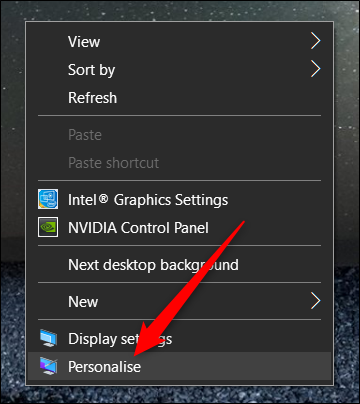 View
Sort by
Refresh
Paste
Paste shortcut
Intel® Graphics Settings
NVIDIA Control Panel
Next desktop background
New
Display settings
Personalise